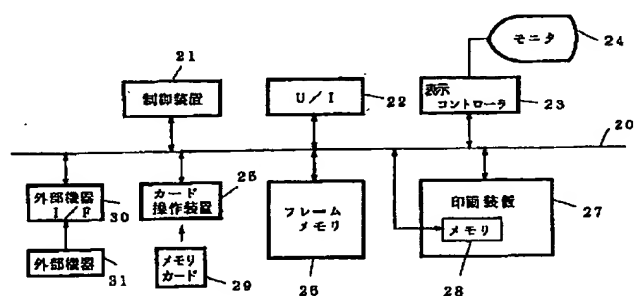 モニタ
24
21
制御装置
U/I
22
表示
コントローラ
23
20
外部機器
I/F
30
カード
操作装置
25
フレーム
メモリ
印画装置
27
メモリ
外部機器
31
メモリ
カード
29
26
28